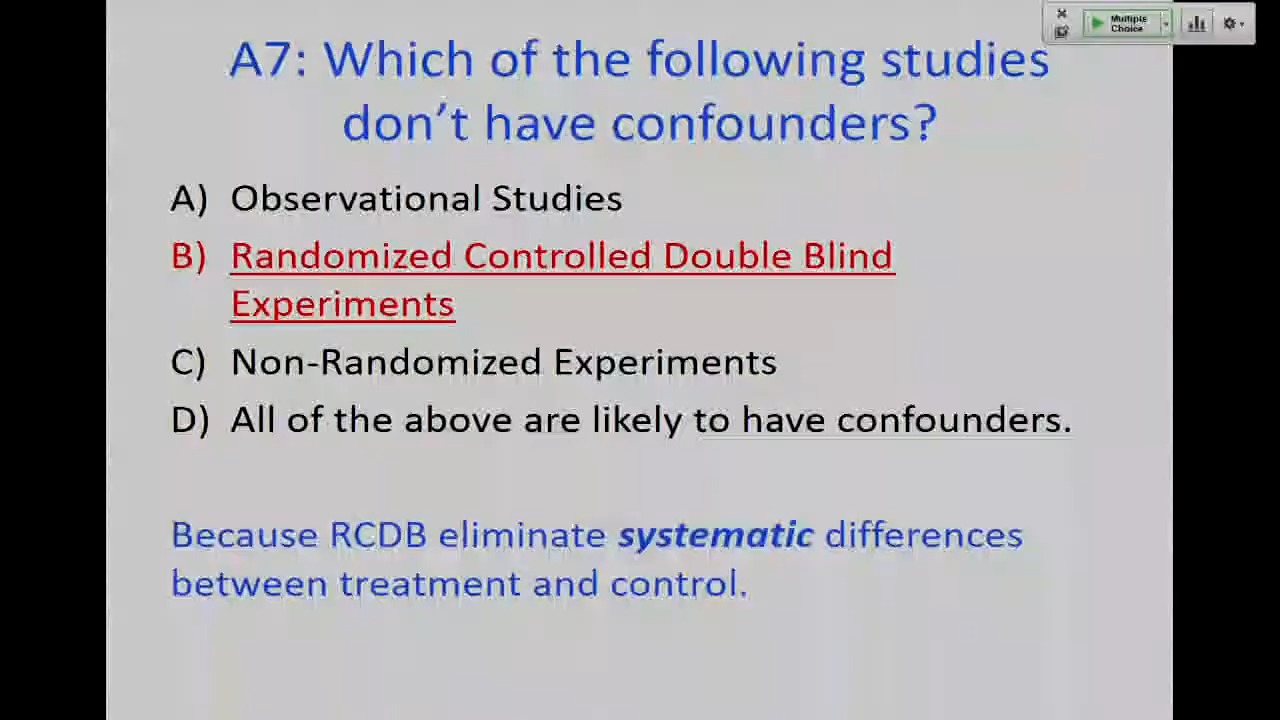 Multiple
Choice
A7: Which of the following studies
don't have confounders?
A) Observational Studies
B) Randomized Controlled Double Blind
Experiments
C) Non-Randomized Experiments
D) All of the above are likely to have confounders.
Because RCDB eliminate systematic differences
between treatment and control.